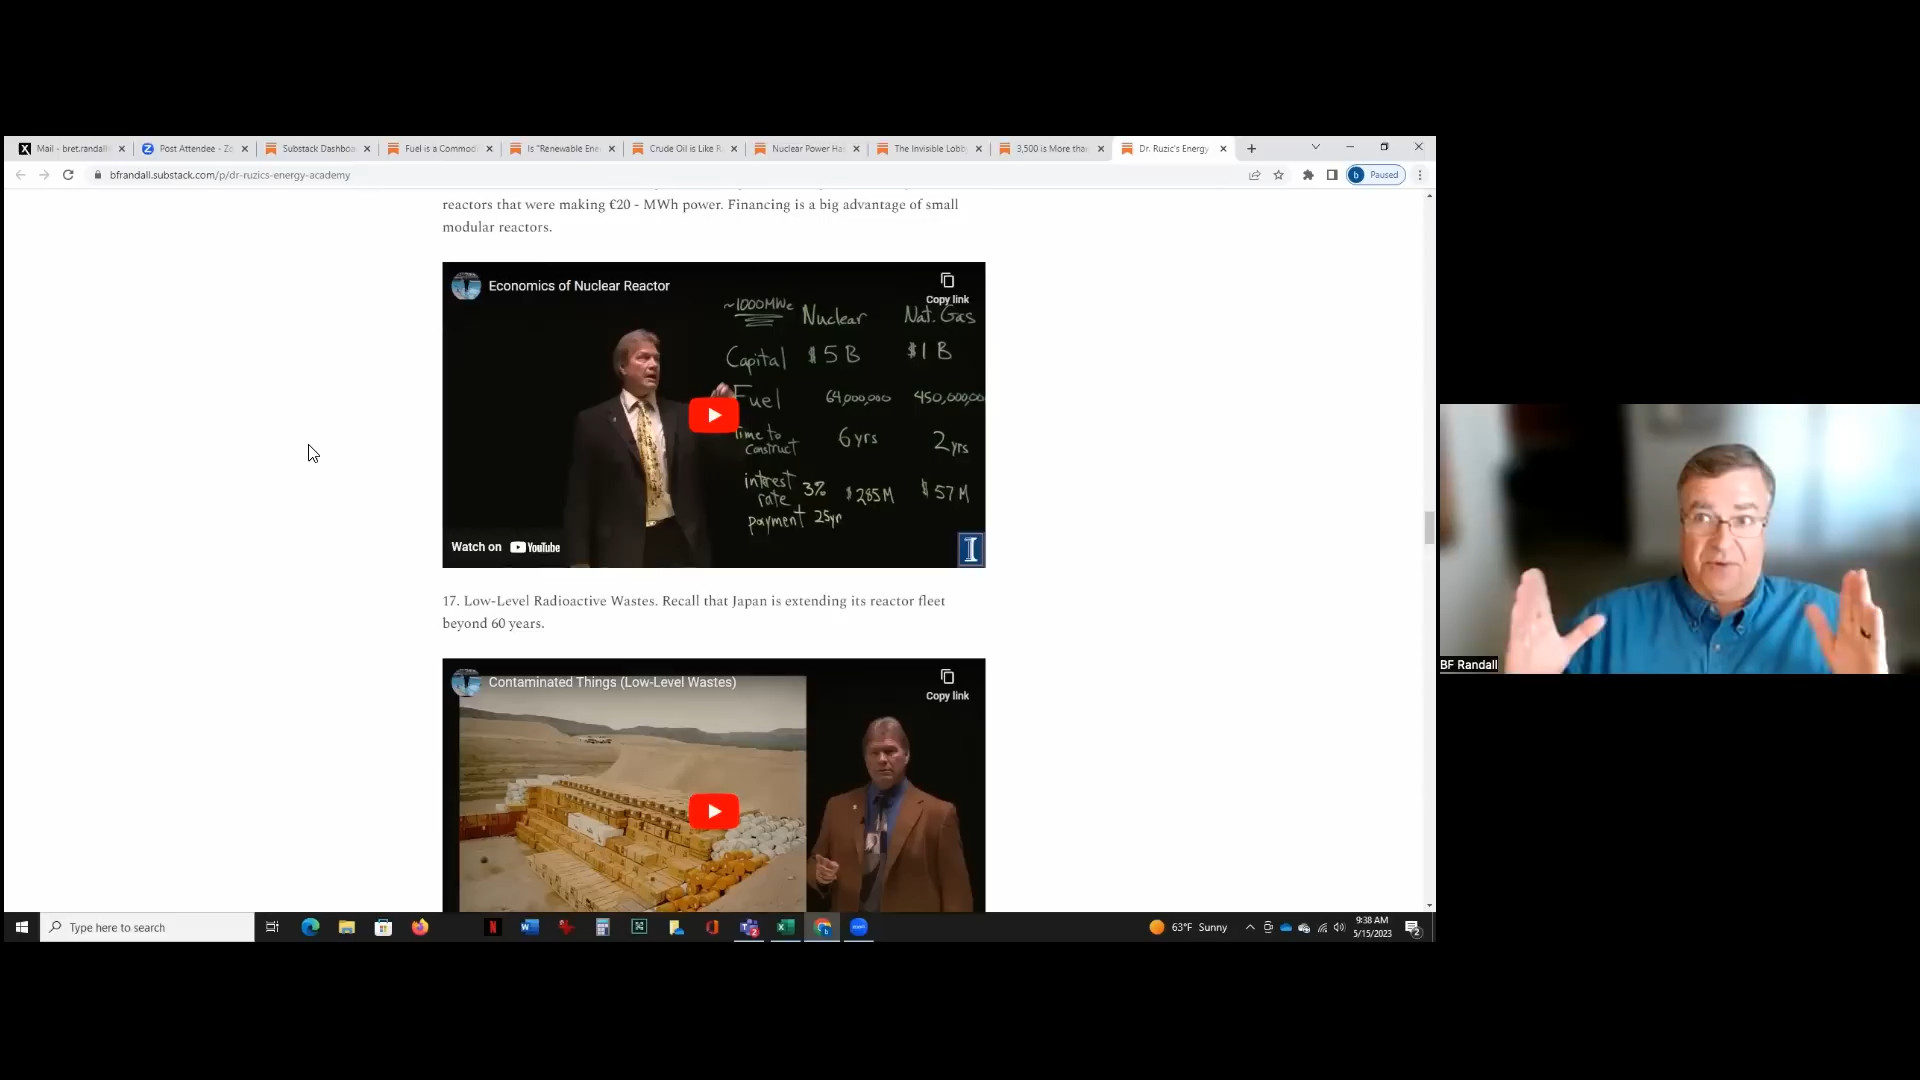 Mail - bret.randall
Post Attendee - Zo
Substack Dashboa
Fuel is a Commodi
Is "Renewable Ene
Crude Oil is Like R
Nuclear Power Ha
The Invisible Lobb
3,500 is More than
Dr. Ruzic's Energy
bfrandall.substack.com/p/dr-ruzics-energy-academy
b Paused
reactors that were making €20 - MWh power. Financing is a big advantage of small
modular reactors.
Economics of Nuclear Reactor
Copy link
~1000MWe Nuclear Nat. Gas
Capital $5B $1B
Fuel 64,000,000 450,000,00
Time to
construct 6 yrs 2 yrs
interest
rate 3% $285M $57M
payment 25yr
Watch on YouTube
I
17. Low-Level Radioactive Wastes. Recall that Japan is extending its reactor fleet
beyond 60 years.
Contaminated Things (Low-Level Wastes)
Copy link
BF Randall
Type here to search
63°F Sunny
9:38 AM
5/15/2023
2